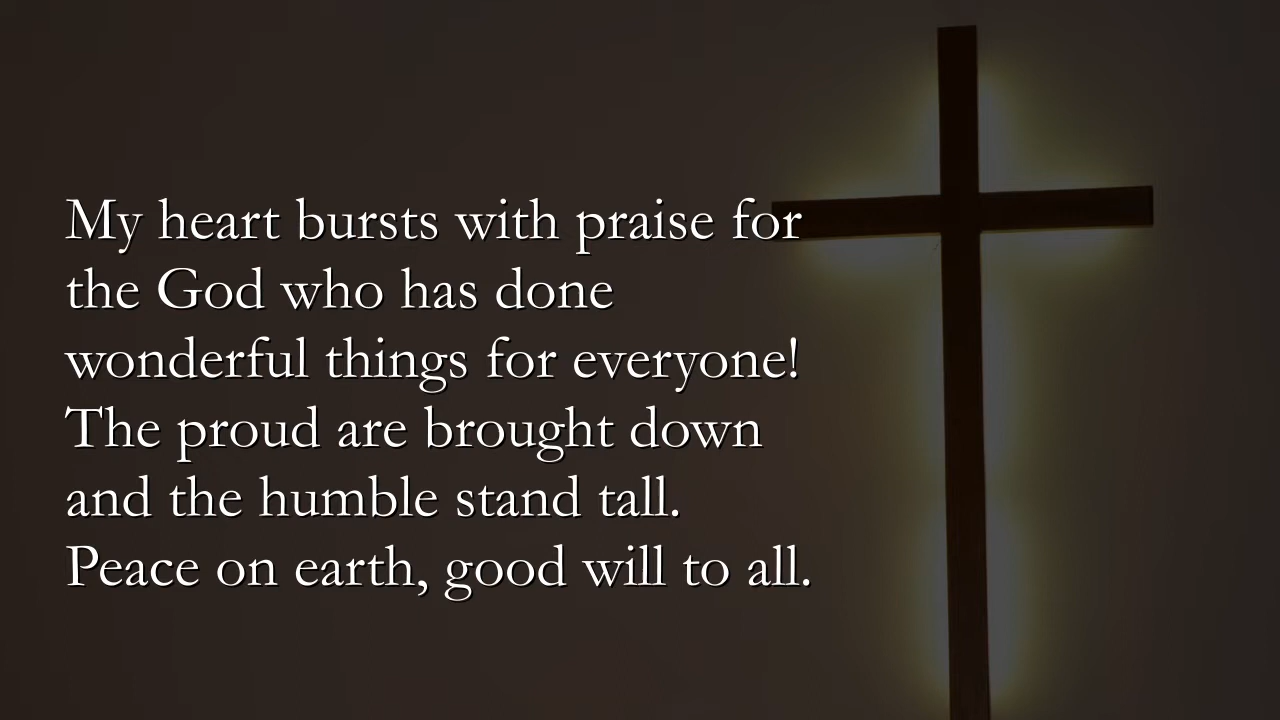 My heart bursts with praise for
the God who has done
wonderful things for everyone!
The proud are brought down
and the humble stand tall.
Peace on earth, good will to all.